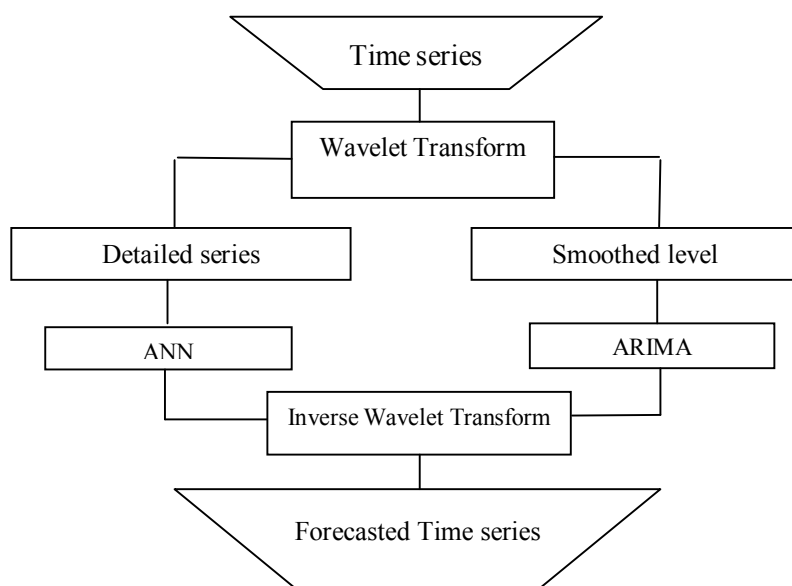 Time series
Wavelet Transform
Detailed series
Smoothed level
ANN
ARIMA
Inverse Wavelet Transform
Forecasted Time series